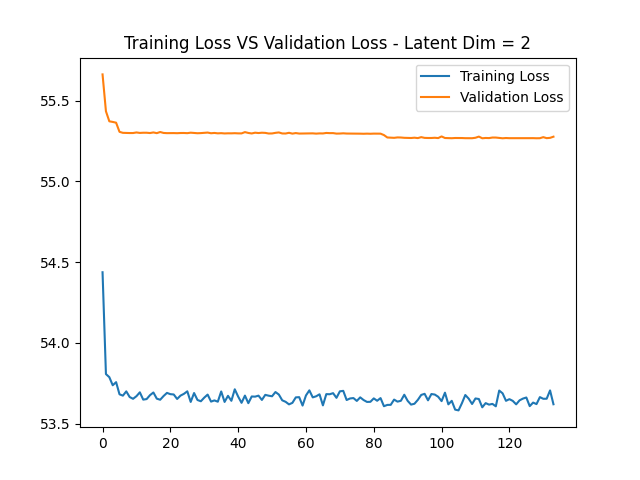 Training Loss VS Validation Loss - Latent Dim = 2
Training Loss
Validation Loss
55.5
55.0
54.5
54.0
53.5
0 20 40 60 80 100 120